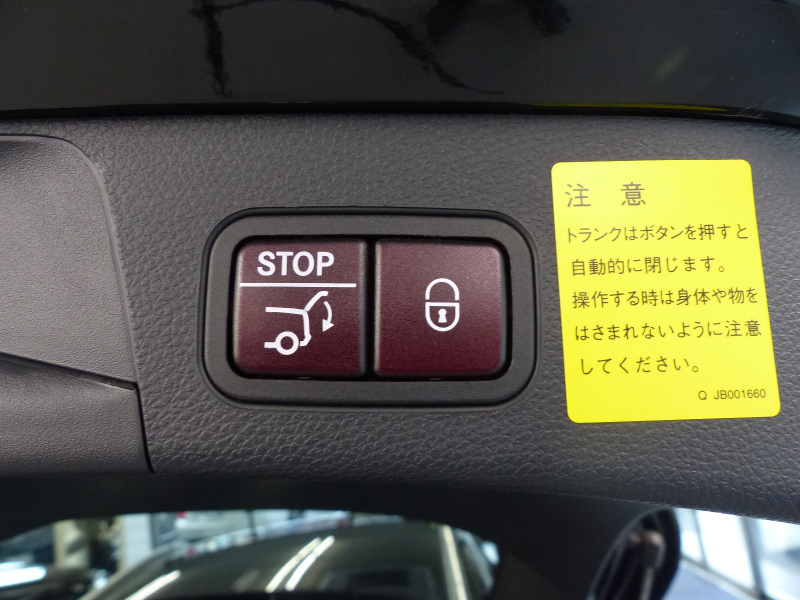 STOP
注 意
トランクはボタンを押すと
自動的に閉じます。
操作する時は身体や物を
はさまれないように注意
してください。
Q JB001660